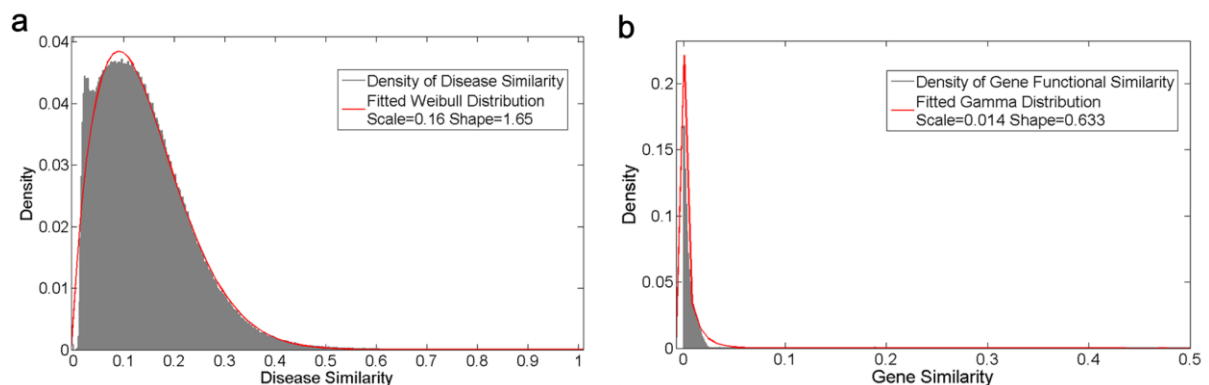 a
0.04
0.03
0.02
0.01
0
Density
0 0.1 0.2 0.3 0.4 0.5 0.6 0.7 0.8 0.9 1
Disease Similarity
Density of Disease Similarity
Fitted Weibull Distribution
Scale=0.16 Shape=1.65
b
0.2
0.15
0.1
0.05
0
Density
0 0.1 0.2 0.3 0.4 0.5
Gene Similarity
Density of Gene Functional Similarity
Fitted Gamma Distribution
Scale=0.014 Shape=0.633